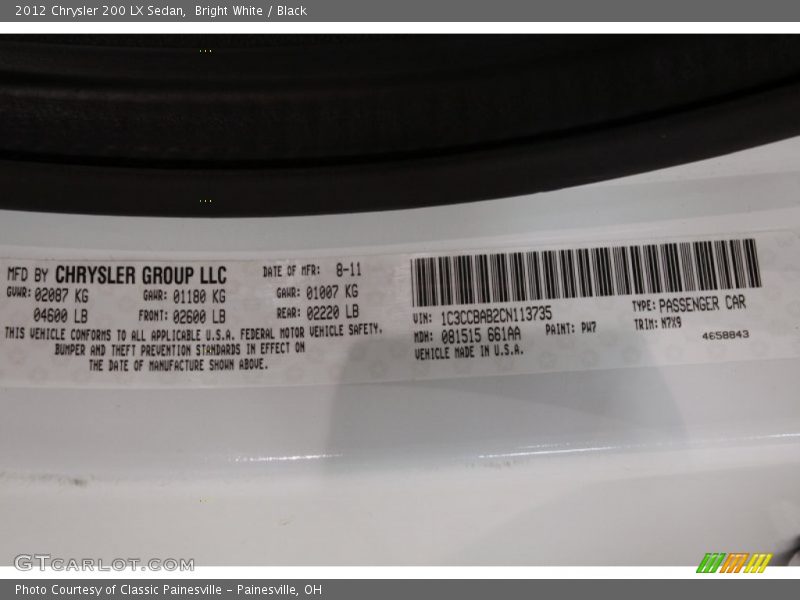 2012 Chrysler 200 LX Sedan,  Bright White / Black
MFD BY CHRYSLER GROUP LLC DATE OF MFR: 8-11
GVWR: 02087 KG GAWR: 01180 KG GAWR: 01007 KG
04600 LB FRONT: 02600 LB REAR: 02220 LB
THIS VEHICLE CONFORMS TO ALL APPLICABLE U.S.A. FEDERAL MOTOR VEHICLE SAFETY,
BUMPER AND THEFT PREVENTION STANDARDS IN EFFECT ON
THE DATE OF MANUFACTURE SHOWN ABOVE.
VIN: 1C3CCBAB2CN113735 TYPE: PASSENGER CAR
MDH: 081515 661AA PAINT: PW7 TRIM: M7X9
VEHICLE MADE IN U.S.A. 4658843
GTCARLOT.COM
Photo Courtesy of Classic Painesville - Painesville, OH